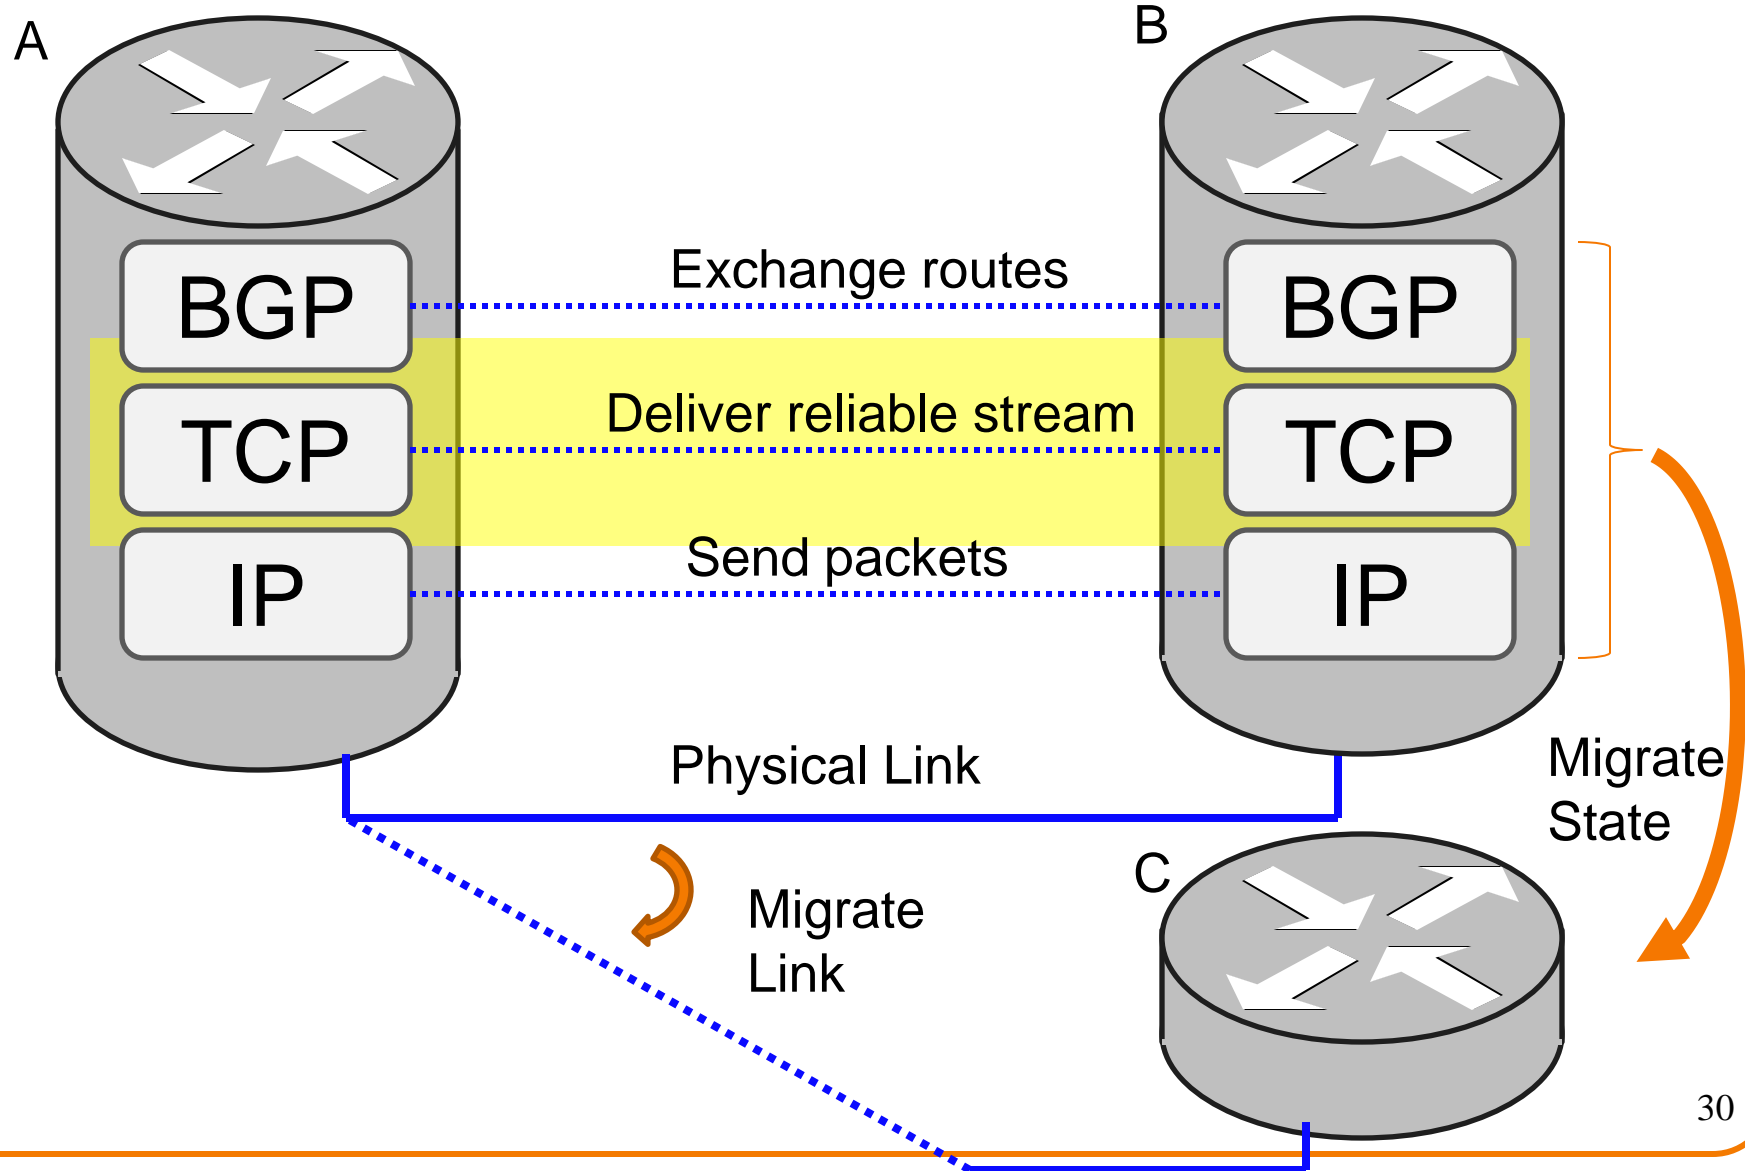 A
B
BGP
Exchange routes
BGP
TCP
Deliver reliable stream
TCP
IP
Send packets
IP
Physical Link
Migrate
State
C
Migrate
Link
30